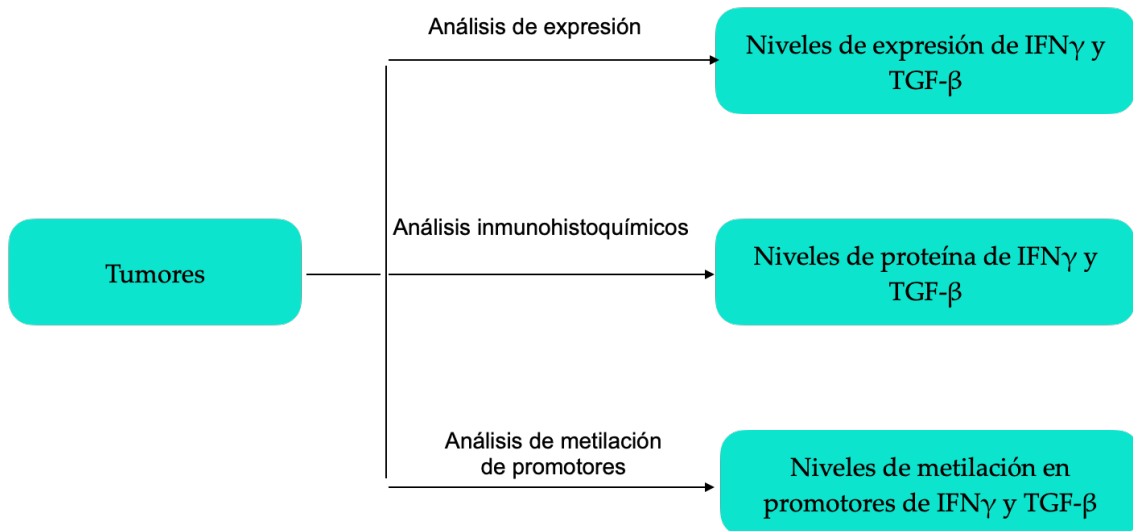 Análisis de expresión
Niveles de expresión de IFNγ y
TGF-β
Tumores
Análisis inmunohistoquímicos
Niveles de proteína de IFNγ y
TGF-β
Análisis de metilación
de promotores
Niveles de metilación en
promotores de IFNγ y TGF-β